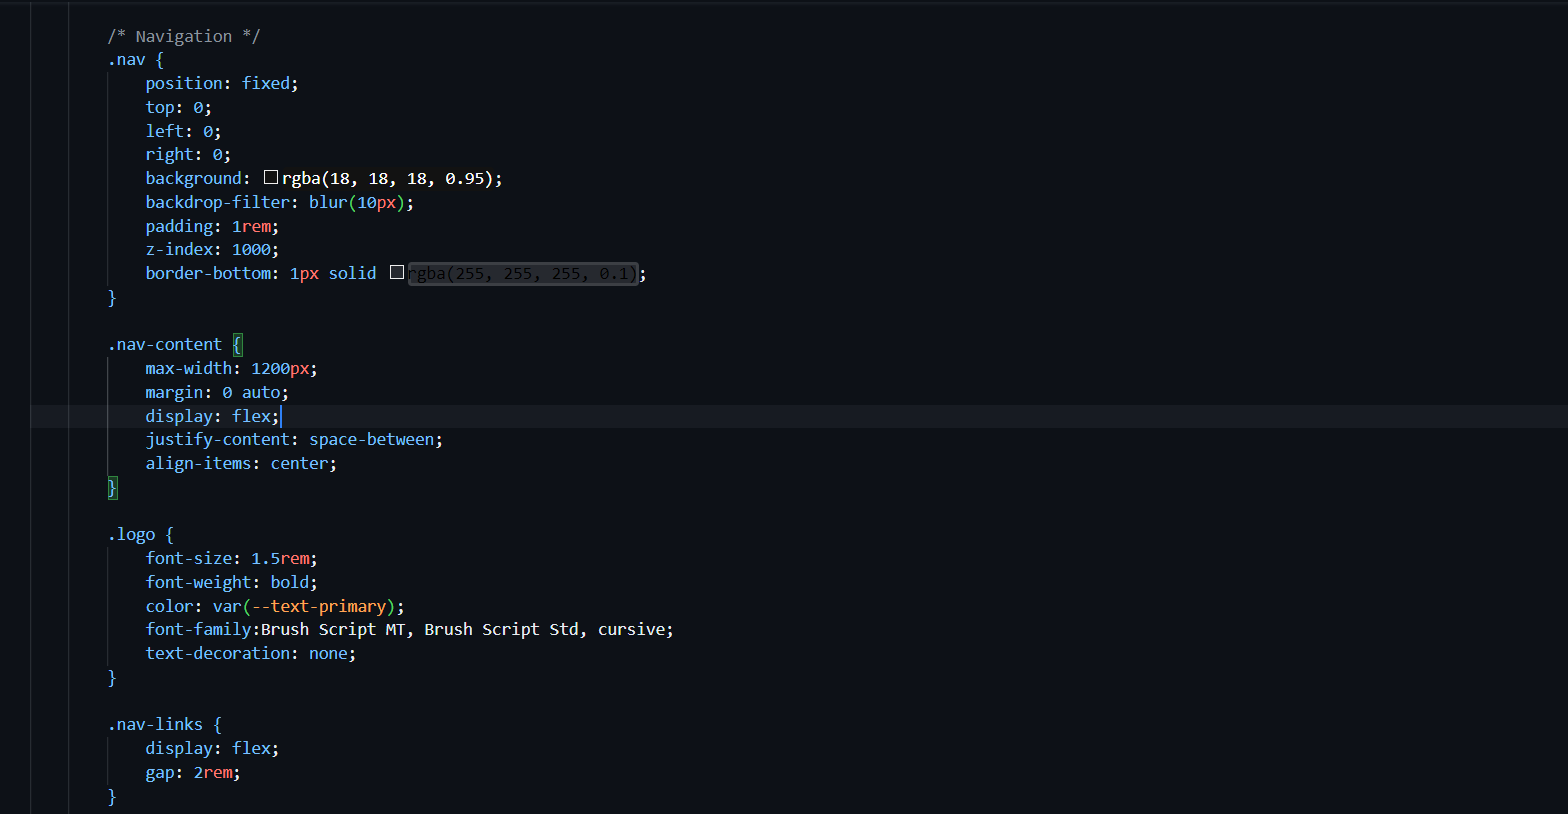 /* Navigation */
.nav {
    position: fixed;
    top: 0;
    left: 0;
    right: 0;
    background: rgba(18, 18, 18, 0.95);
    backdrop-filter: blur(10px);
    padding: 1rem;
    z-index: 1000;
    border-bottom: 1px solid rgba(255, 255, 255, 0.1);
}

.nav-content {
    max-width: 1200px;
    margin: 0 auto;
    display: flex;
    justify-content: space-between;
    align-items: center;
}

.logo {
    font-size: 1.5rem;
    font-weight: bold;
    color: var(--text-primary);
    font-family:Brush Script MT, Brush Script Std, cursive;
    text-decoration: none;
}

.nav-links {
    display: flex;
    gap: 2rem;
}